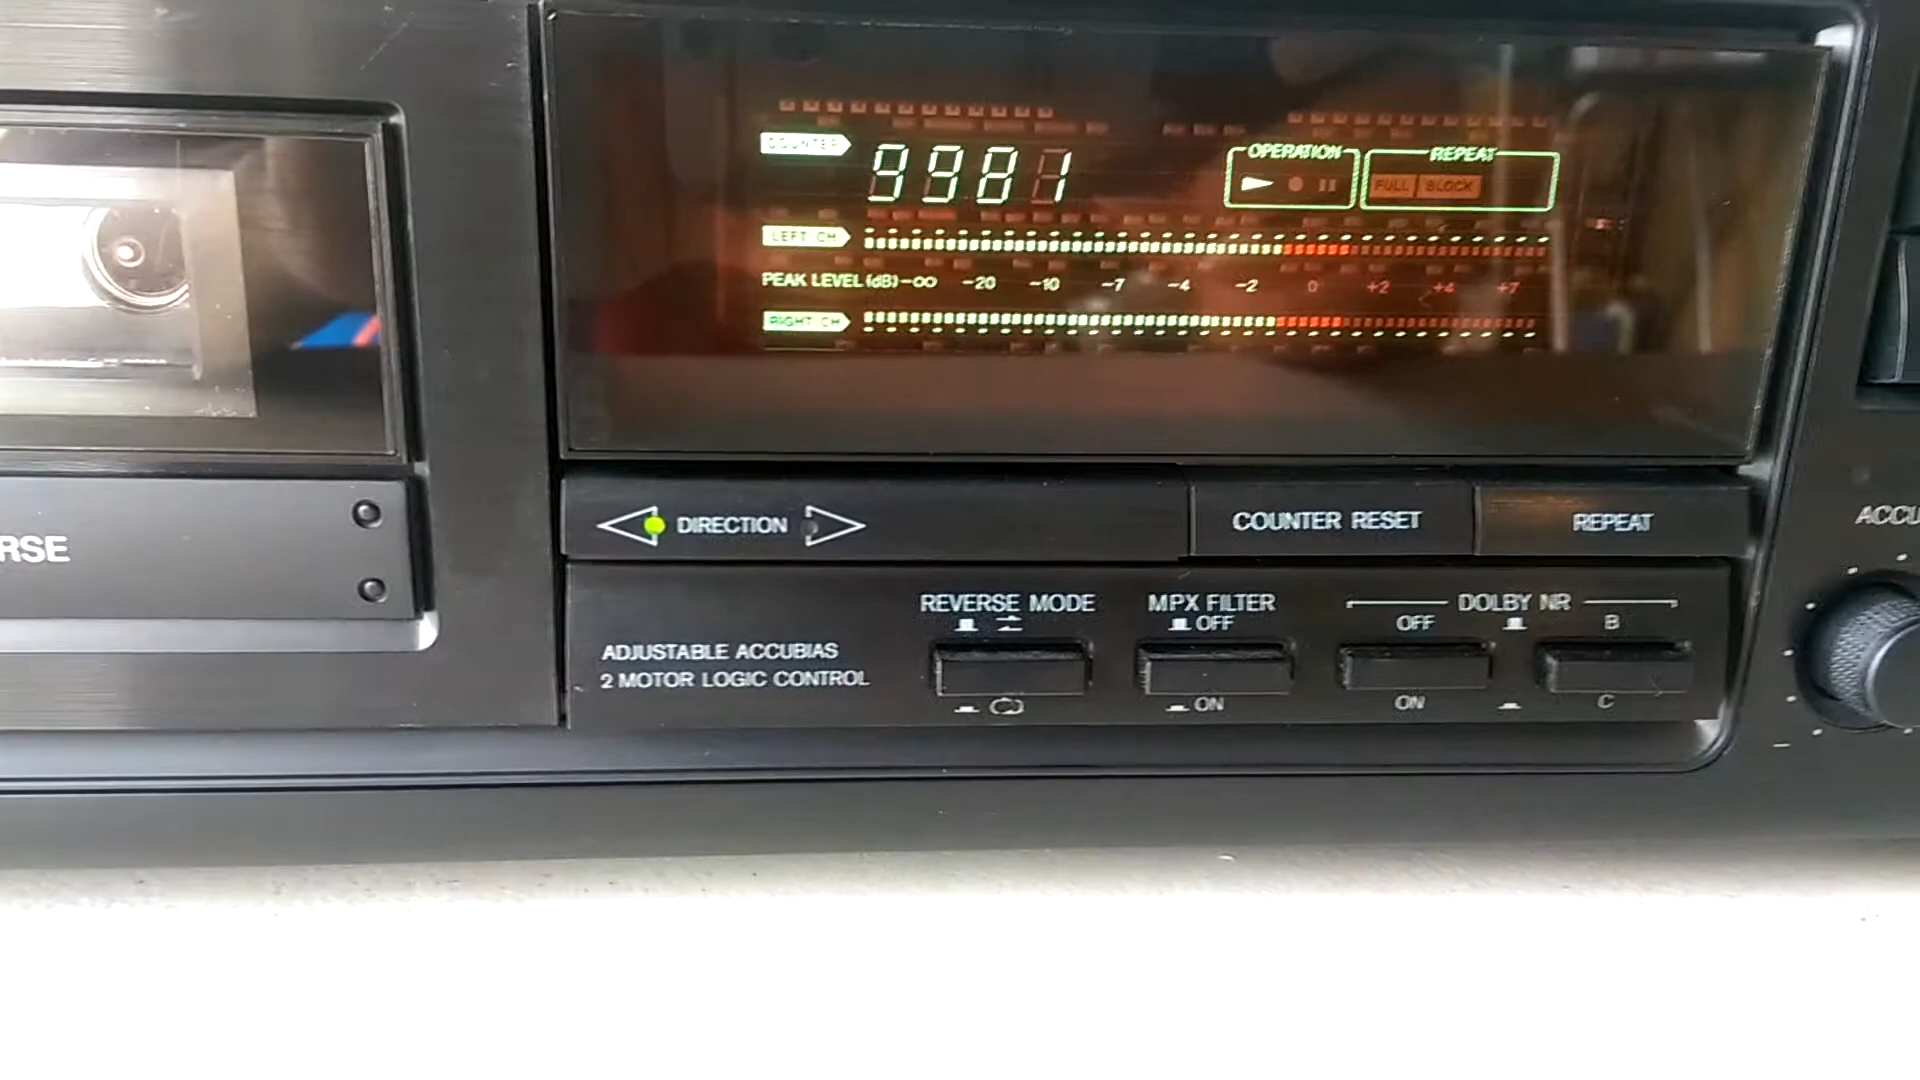 COUNTER
9981
OPERATION
REPEAT
FULL BLOCK
LEFT CH
PEAK LEVEL (dB) -∞ -20 -10 -7 -4 -2 0 +2 +4 +7
RIGHT CH
RSE
DIRECTION
COUNTER RESET
REPEAT
ACCU
REVERSE MODE
MPX FILTER
OFF
ON
DOLBY NR
OFF
B
ON
C
ADJUSTABLE ACCUBIAS
2 MOTOR LOGIC CONTROL